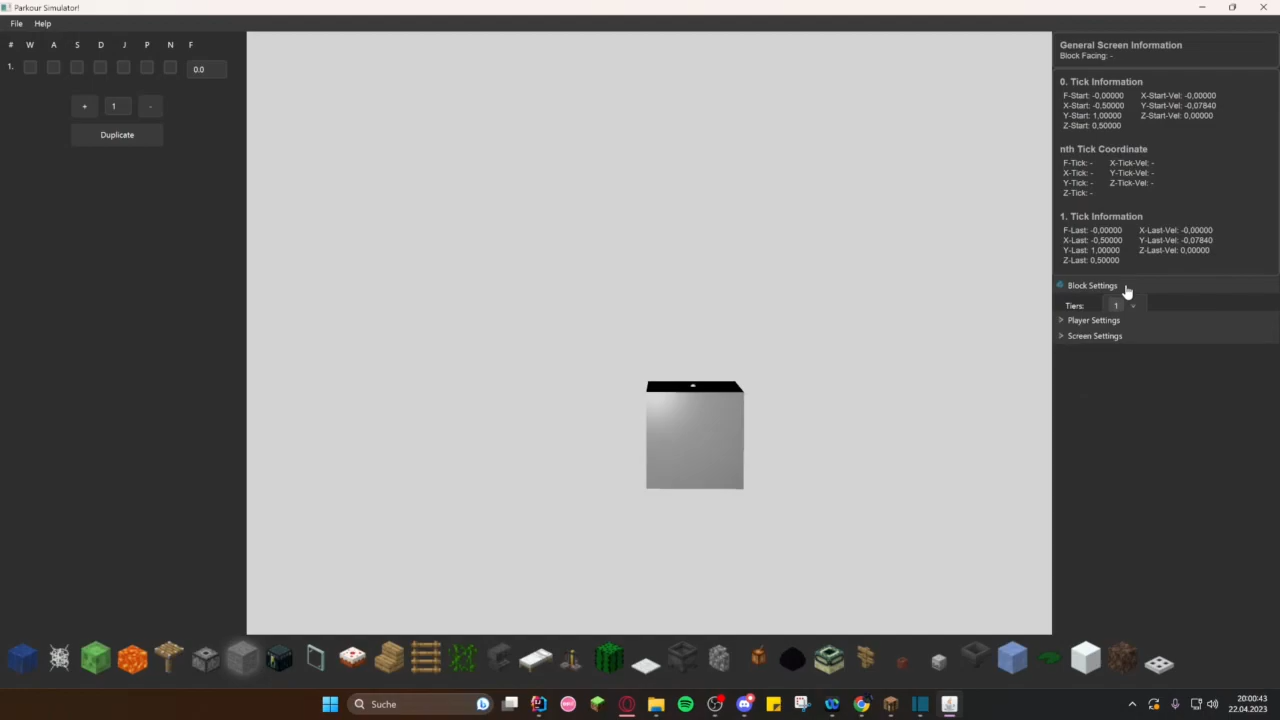 Parkour Simulator!
File Help
# W A S D J P N F
1. 0.0
+ 1 -
Duplicate
General Screen Information
Block Facing: -
0. Tick Information
F-Start: -0,00000 X-Start-Vel: -0,00000
X-Start: -0,50000 Y-Start-Vel: -0,07840
Y-Start: 1,00000 Z-Start-Vel: 0,00000
Z-Start: 0,50000
nth Tick Coordinate
F-Tick: - X-Tick-Vel: -
X-Tick: - Y-Tick-Vel: -
Y-Tick: - Z-Tick-Vel: -
Z-Tick: -
1. Tick Information
F-Last: -0,00000 X-Last-Vel: -0,00000
X-Last: -0,50000 Y-Last-Vel: -0,07840
Y-Last: 1,00000 Z-Last-Vel: 0,00000
Z-Last: 0,50000
Block Settings
Tiers: 1
> Player Settings
> Screen Settings
Suche
20:00:43
22.04.2023